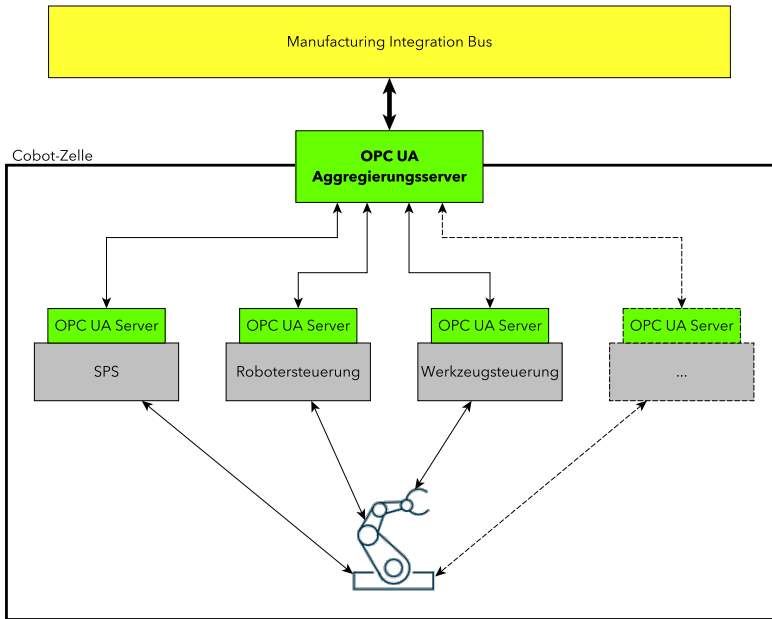 Manufacturing Integration Bus
Cobot-Zelle
OPC UA
Aggregierungsserver
OPC UA Server
OPC UA Server
OPC UA Server
OPC UA Server
SPS
Robotersteuerung
Werkzeugsteuerung
...